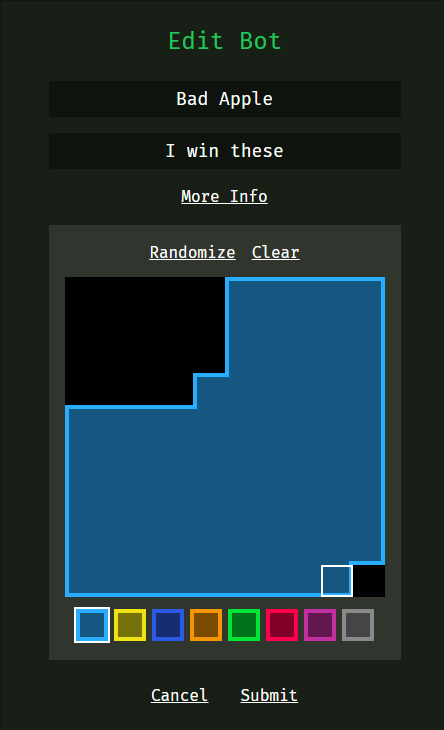 Edit Bot
Bad Apple
I win these
More Info
Randomize Clear
Cancel Submit